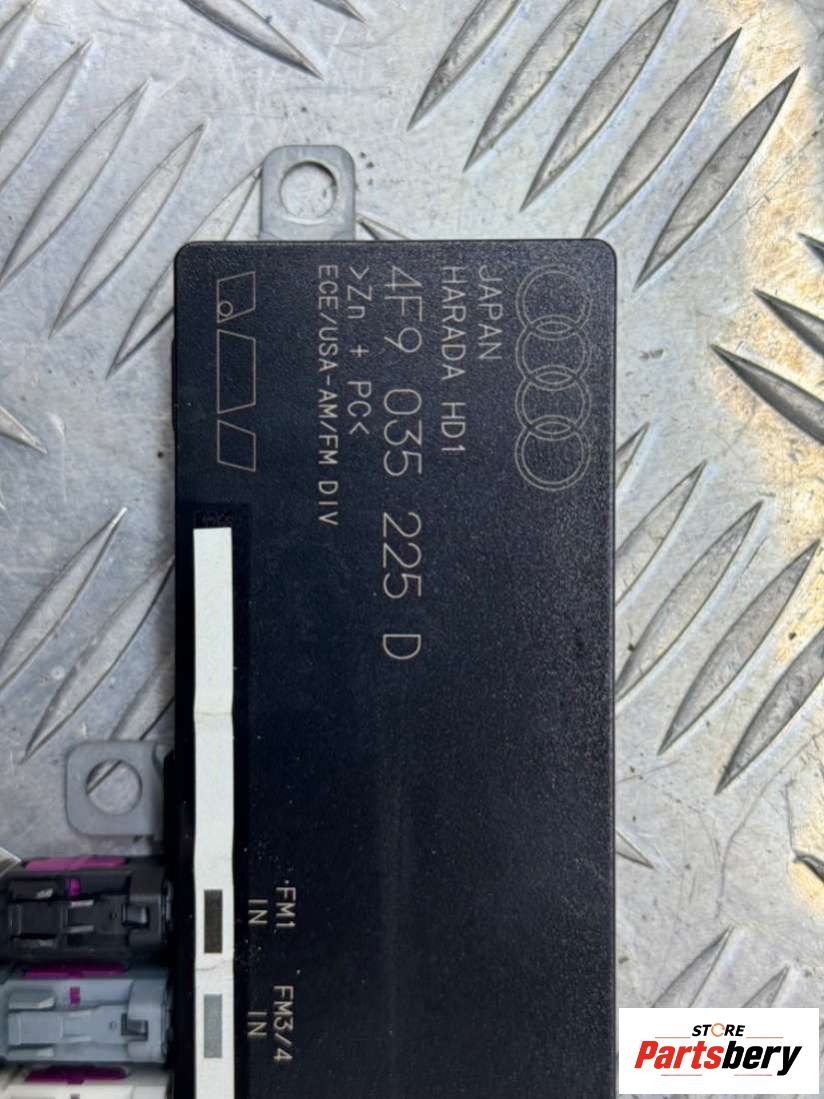 JAPAN
HARADA HD1
4F9 035 225 D
>Zn + PC<
ECE/USA-AM/FM DIV
FM1
IN
FM3/4
IN
STORE
Partsbery